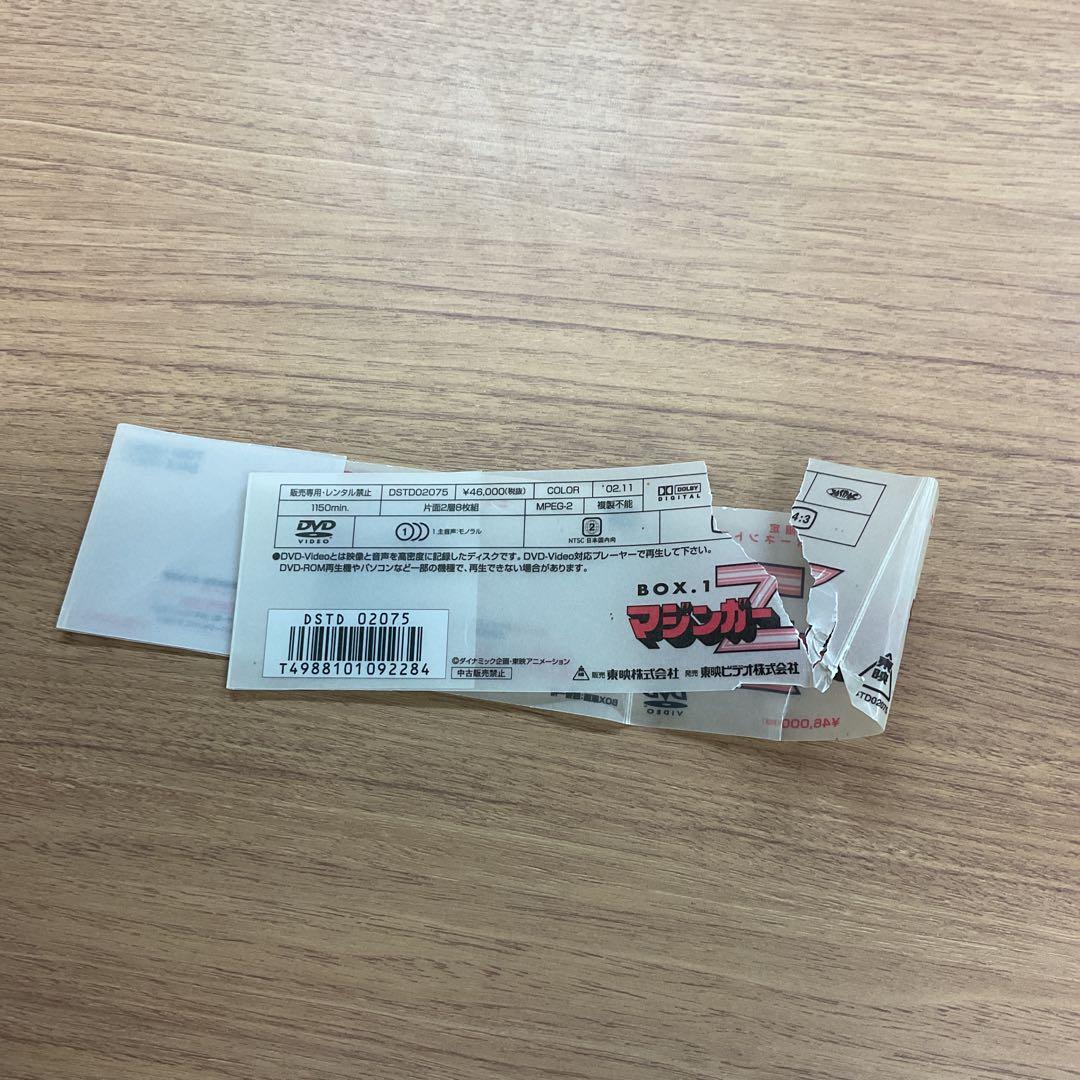 販売専用・レンタル禁止 DSTD02075 ¥46,000(税抜) COLOR '02.11 DOLBY DIGITAL
1150min. 片面2層8枚組 MPEG-2 複製不能
DVD VIDEO 1.主音声:モノラル 2 NTSC 日本国内向 4:3
●DVD-Videoとは映像と音声を高密度に記録したディスクです。DVD-Video対応プレーヤーで再生して下さい。
DVD-ROM再生機やパソコンなど一部の機種で、再生できない場合があります。
BOX.1
マジンガーZ
DSTD 02075
T4988101092284
©ダイナミック企画・東映アニメーション
中古販売禁止
販売 東映株式会社 発売 東映ビデオ株式会社
東映
DVD VIDEO
¥46,000